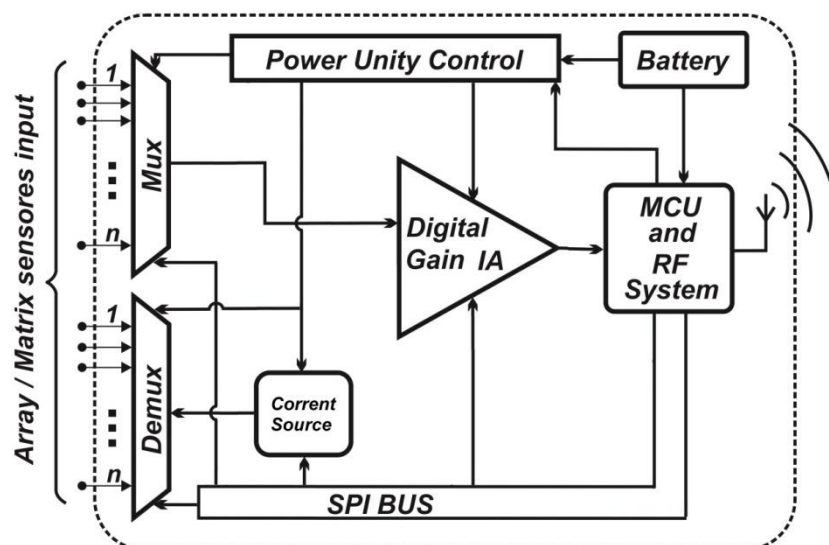 Array / Matrix sensores input
1
n
Mux
1
n
Demux
Power Unity Control
Battery
Digital
Gain IA
MCU
and
RF
System
Corrent
Source
SPI BUS